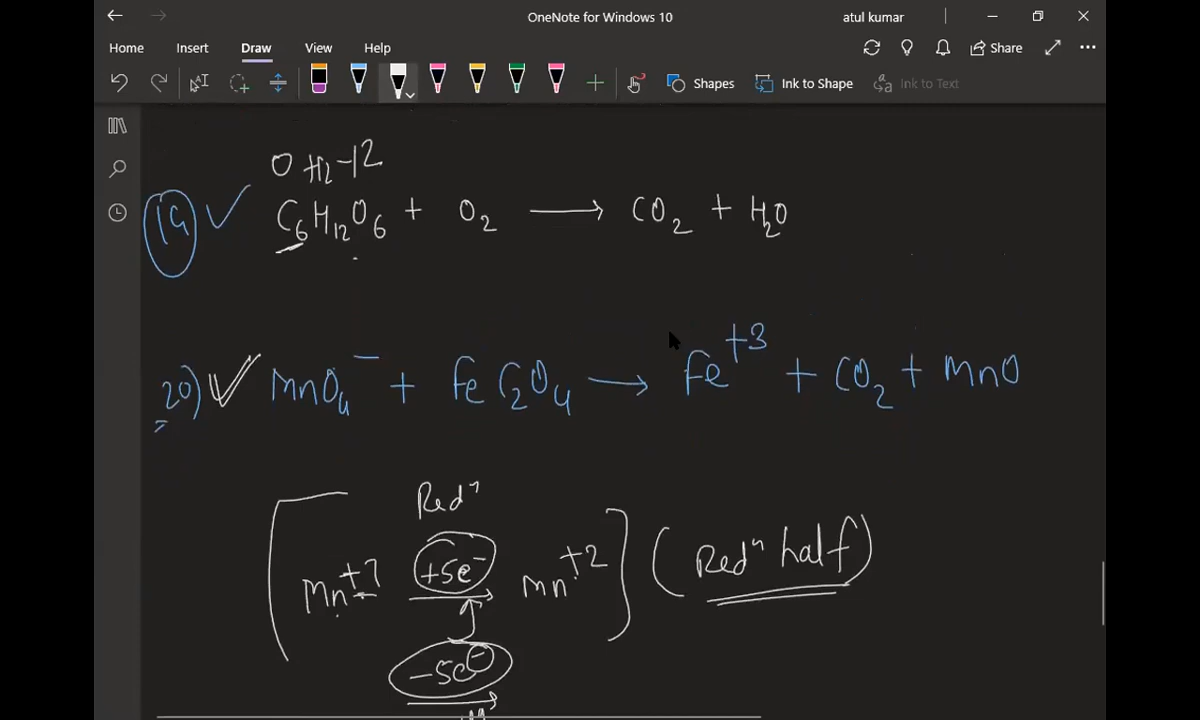 OneNote for Windows 10
atul kumar
Home Insert Draw View Help
Share
Shapes Ink to Shape Ink to Text
0 +12 -12
19 C6H12O6 + O2 → CO2 + H2O
20) MnO4⁻ + FeC2O4 → Fe⁺³ + CO2 + MnO
Redⁿ
Mn⁺⁷ +5e⁻ → Mn⁺² (Redⁿ half)
-5e⁻